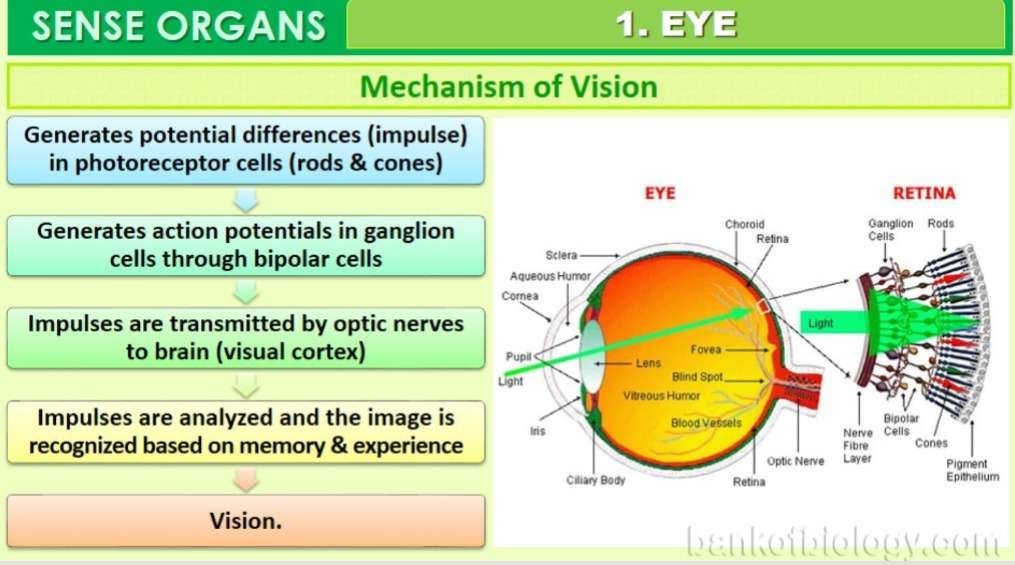 SENSE ORGANS
1. EYE
Mechanism of Vision
Generates potential differences (impulse)
in photoreceptor cells (rods & cones)
Generates action potentials in ganglion
cells through bipolar cells
Impulses are transmitted by optic nerves
to brain (visual cortex)
Impulses are analyzed and the image is
recognized based on memory & experience
Vision.
EYE
RETINA
Choroid
Retina
Sclera
Aqueous Humor
Cornea
Pupil
Light
Iris
Lens
Fovea
Blind Spot
Vitreous Humor
Blood Vessels
Ciliary Body
Retina
Optic Nerve
Ganglion
Cells
Rods
Light
Nerve
Fibre
Layer
Bipolar
Cells
Cones
Pigment
Epithelium
bankofbiology.com